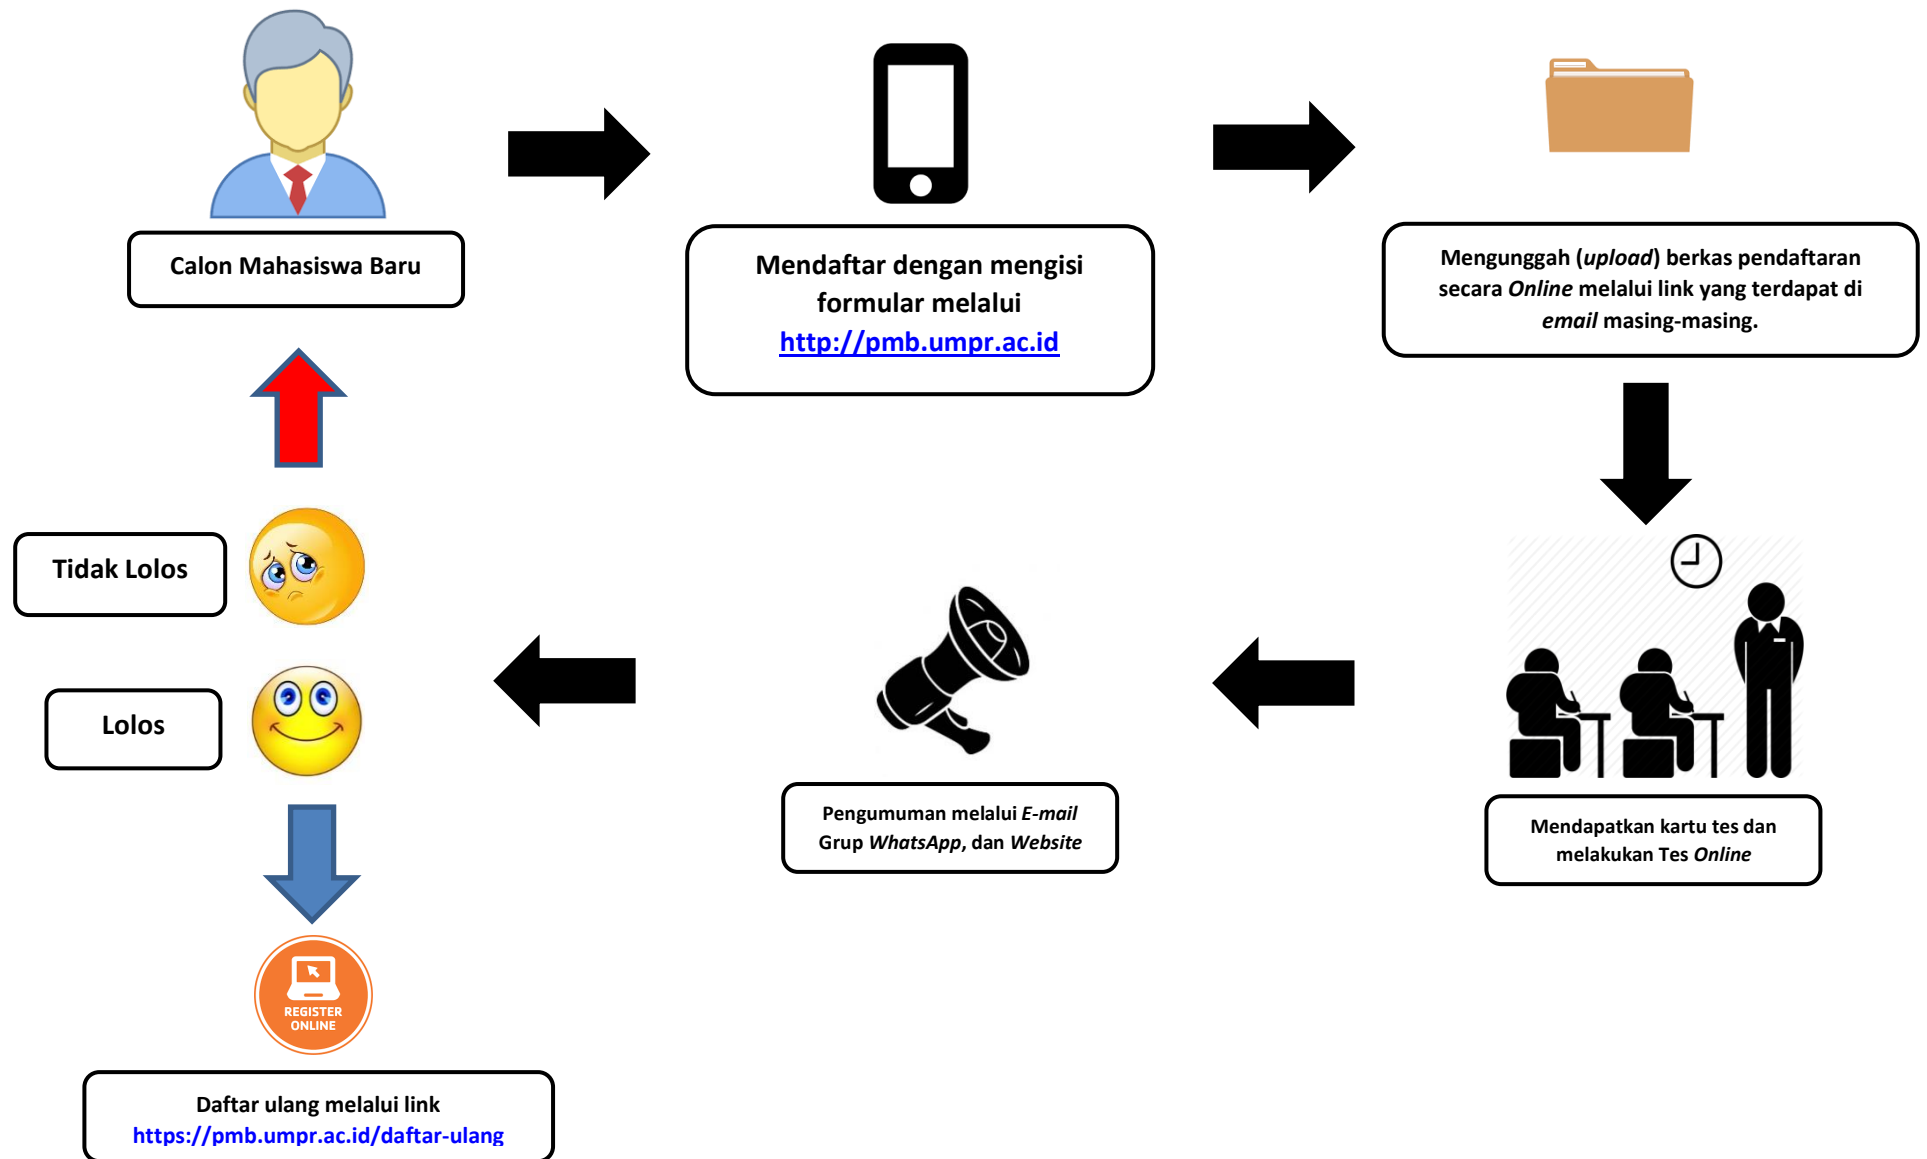 Calon Mahasiswa Baru
Mendaftar dengan mengisi
formular melalui
http://pmb.umpr.ac.id
Mengunggah (upload) berkas pendaftaran
secara Online melalui link yang terdapat di
email masing-masing.
Mendapatkan kartu tes dan
melakukan Tes Online
Pengumuman melalui E-mail
Grup WhatsApp, dan Website
Tidak Lolos
Lolos
REGISTER
ONLINE
Daftar ulang melalui link
https://pmb.umpr.ac.id/daftar-ulang